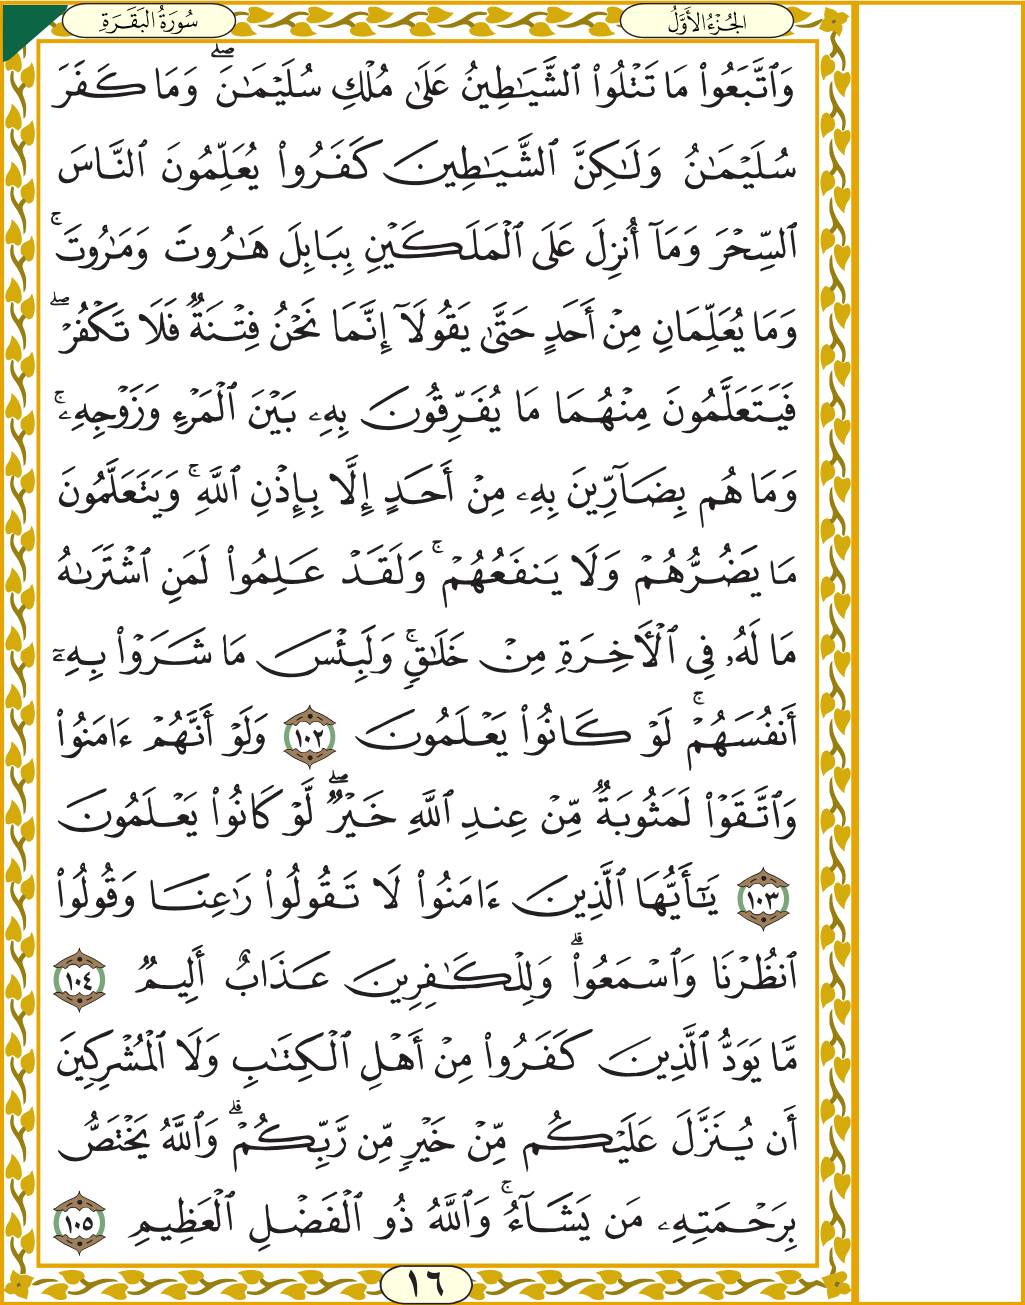 الجُزْءُ الأَوَّلُ
سُورَةُ البَقَرَةِ
وَٱتَّبَعُوا۟ مَا تَتْلُوا۟ ٱلشَّيَـٰطِينُ عَلَىٰ مُلْكِ سُلَيْمَـٰنَ ۖ وَمَا كَفَرَ
سُلَيْمَـٰنُ وَلَـٰكِنَّ ٱلشَّيَـٰطِينَ كَفَرُوا۟ يُعَلِّمُونَ ٱلنَّاسَ
ٱلسِّحْرَ وَمَآ أُنزِلَ عَلَى ٱلْمَلَكَيْنِ بِبَابِلَ هَـٰرُوتَ وَمَـٰرُوتَ ۚ
وَمَا يُعَلِّمَانِ مِنْ أَحَدٍ حَتَّىٰ يَقُولَآ إِنَّمَا نَحْنُ فِتْنَةٌ فَلَا تَكْفُرْ ۖ
فَيَتَعَلَّمُونَ مِنْهُمَا مَا يُفَرِّقُونَ بِهِۦ بَيْنَ ٱلْمَرْءِ وَزَوْجِهِۦ ۚ
وَمَا هُم بِضَآرِّينَ بِهِۦ مِنْ أَحَدٍ إِلَّا بِإِذْنِ ٱللَّهِ ۚ وَيَتَعَلَّمُونَ
مَا يَضُرُّهُمْ وَلَا يَنفَعُهُمْ ۚ وَلَقَدْ عَلِمُوا۟ لَمَنِ ٱشْتَرَىٰهُ
مَا لَهُۥ فِى ٱلْـَٔاخِرَةِ مِنْ خَلَـٰقٍ ۚ وَلَبِئْسَ مَا شَرَوْا۟ بِهِۦٓ
أَنفُسَهُمْ ۚ لَوْ كَانُوا۟ يَعْلَمُونَ ١٠٢ وَلَوْ أَنَّهُمْ ءَامَنُوا۟
وَٱتَّقَوْا۟ لَمَثُوبَةٌ مِّنْ عِندِ ٱللَّهِ خَيْرٌ ۖ لَّوْ كَانُوا۟ يَعْلَمُونَ
١٠٣ يَـٰٓأَيُّهَا ٱلَّذِينَ ءَامَنُوا۟ لَا تَقُولُوا۟ رَٰعِنَا وَقُولُوا۟
ٱنظُرْنَا وَٱسْمَعُوا۟ ۗ وَلِلْكَـٰفِرِينَ عَذَابٌ أَلِيمٌ ١٠٤
مَّا يَوَدُّ ٱلَّذِينَ كَفَرُوا۟ مِنْ أَهْلِ ٱلْكِتَـٰبِ وَلَا ٱلْمُشْرِكِينَ
أَن يُنَزَّلَ عَلَيْكُم مِّنْ خَيْرٍ مِّن رَّبِّكُمْ ۗ وَٱللَّهُ يَخْتَصُّ
بِرَحْمَتِهِۦ مَن يَشَآءُ ۚ وَٱللَّهُ ذُو ٱلْفَضْلِ ٱلْعَظِيمِ ١٠٥
١٦